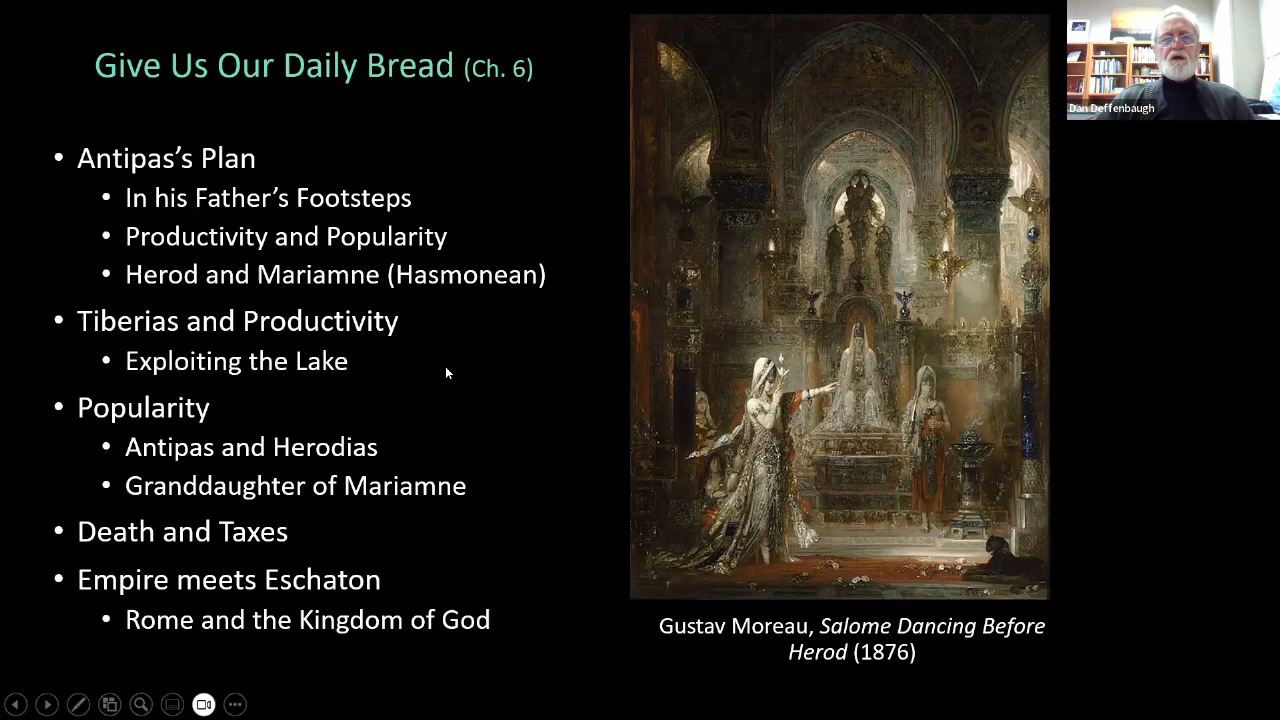 Give Us Our Daily Bread (Ch. 6)
• Antipas’s Plan
• In his Father’s Footsteps
• Productivity and Popularity
• Herod and Mariamne (Hasmonean)
• Tiberias and Productivity
• Exploiting the Lake
• Popularity
• Antipas and Herodias
• Granddaughter of Mariamne
• Death and Taxes
• Empire meets Eschaton
• Rome and the Kingdom of God
Gustav Moreau, Salome Dancing Before
Herod (1876)
Dan Deffenbaugh